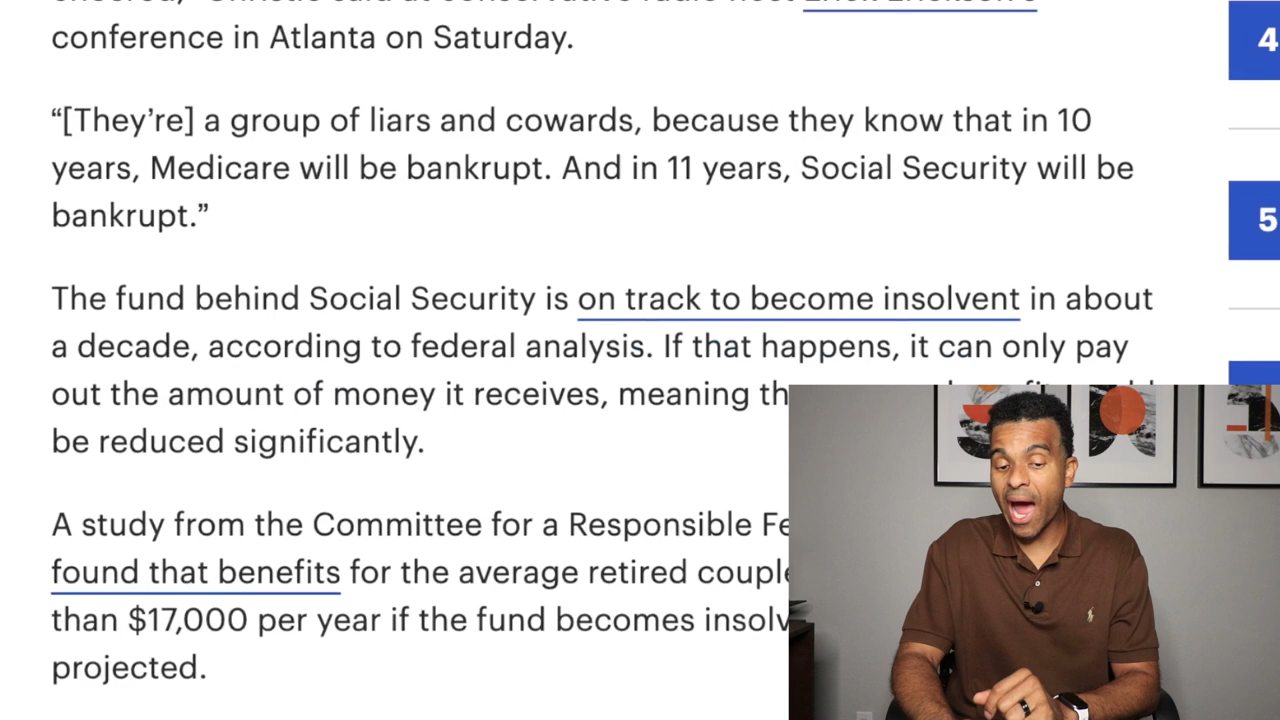 conference in Atlanta on Saturday.
“[They’re] a group of liars and cowards, because they know that in 10
years, Medicare will be bankrupt. And in 11 years, Social Security will be
bankrupt.”
The fund behind Social Security is on track to become insolvent in about
a decade, according to federal analysis. If that happens, it can only pay
out the amount of money it receives, meaning
be reduced significantly.
A study from the Committee for a Responsible
found that benefits for the average retired
than $17,000 per year if the fund becomes
projected.
4
5